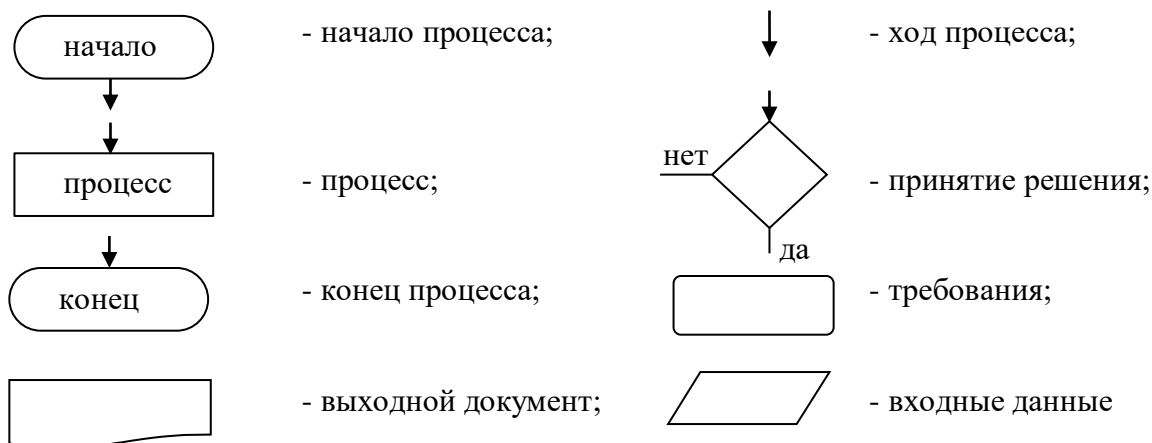 начало - начало процесса; - ход процесса;
нет
процесс - процесс; - принятие решения;
да
конец - конец процесса; - требования;
- выходной документ; - входные данные